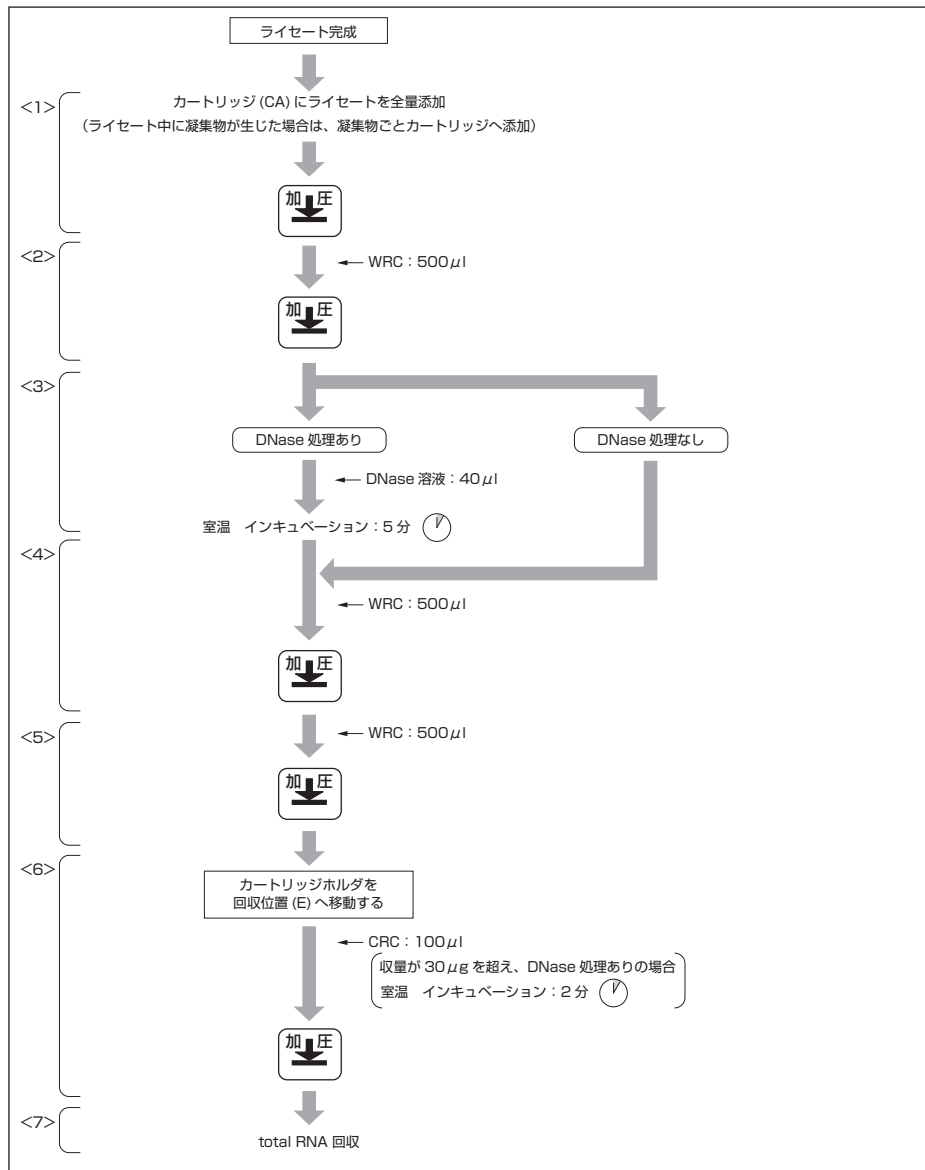 ライセート完成
<1>
カートリッジ(CA)にライセートを全量添加
(ライセート中に凝集物が生じた場合は、凝集物ごとカートリッジへ添加)
加圧
<2>
WRC：500μl
加圧
<3>
DNase 処理あり
DNase 処理なし
DNase 溶液：40μl
室温　インキュベーション：5分
<4>
WRC：500μl
加圧
<5>
WRC：500μl
加圧
<6>
カートリッジホルダを
回収位置(E)へ移動する
CRC：100μl
収量が 30μg を超え、DNase 処理ありの場合
室温　インキュベーション：2分
加圧
<7>
total RNA 回収